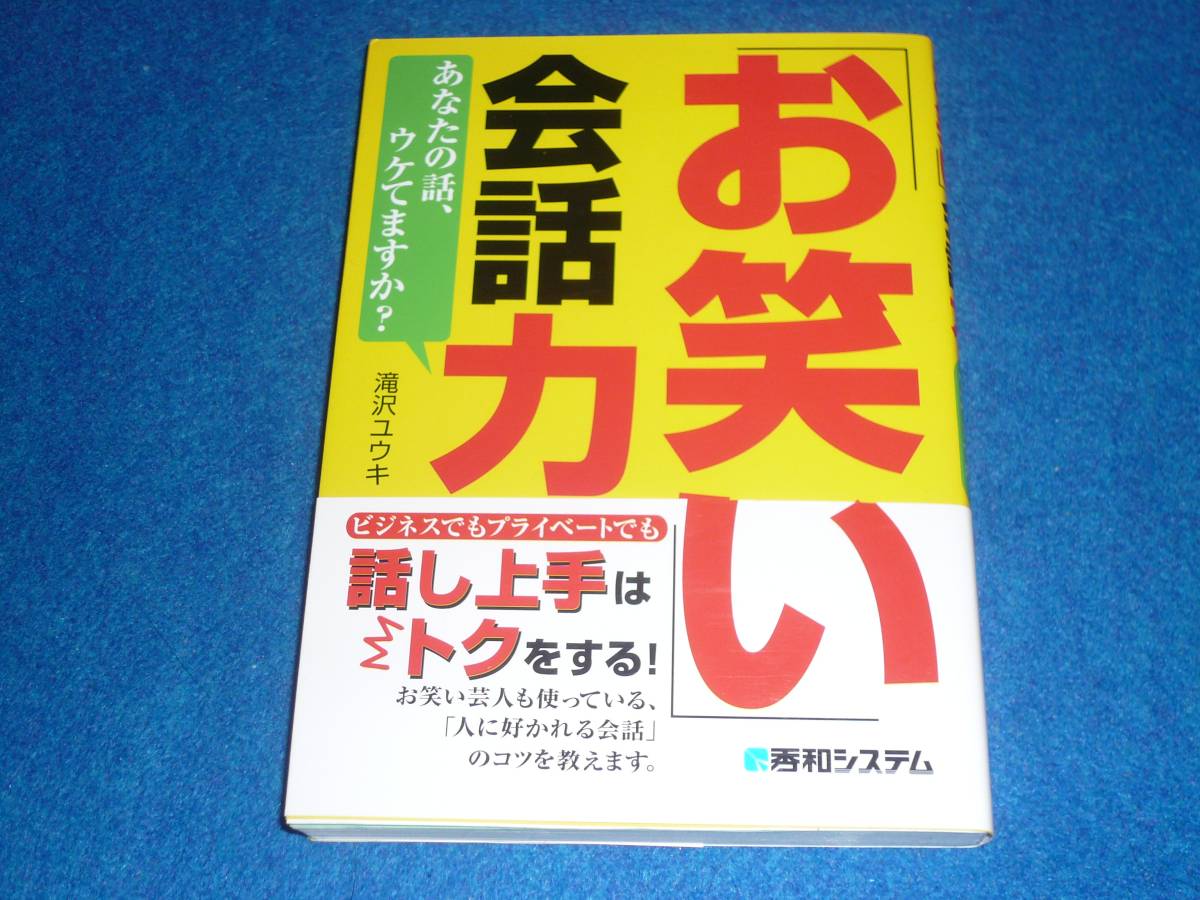 「お笑い」
会話力
あなたの話、
ウケてますか?
滝沢ユウキ
ビジネスでもプライベートでも
話し上手は
トクをする!
お笑い芸人も使っている、
「人に好かれる会話」
のコツを教えます。
秀和システム